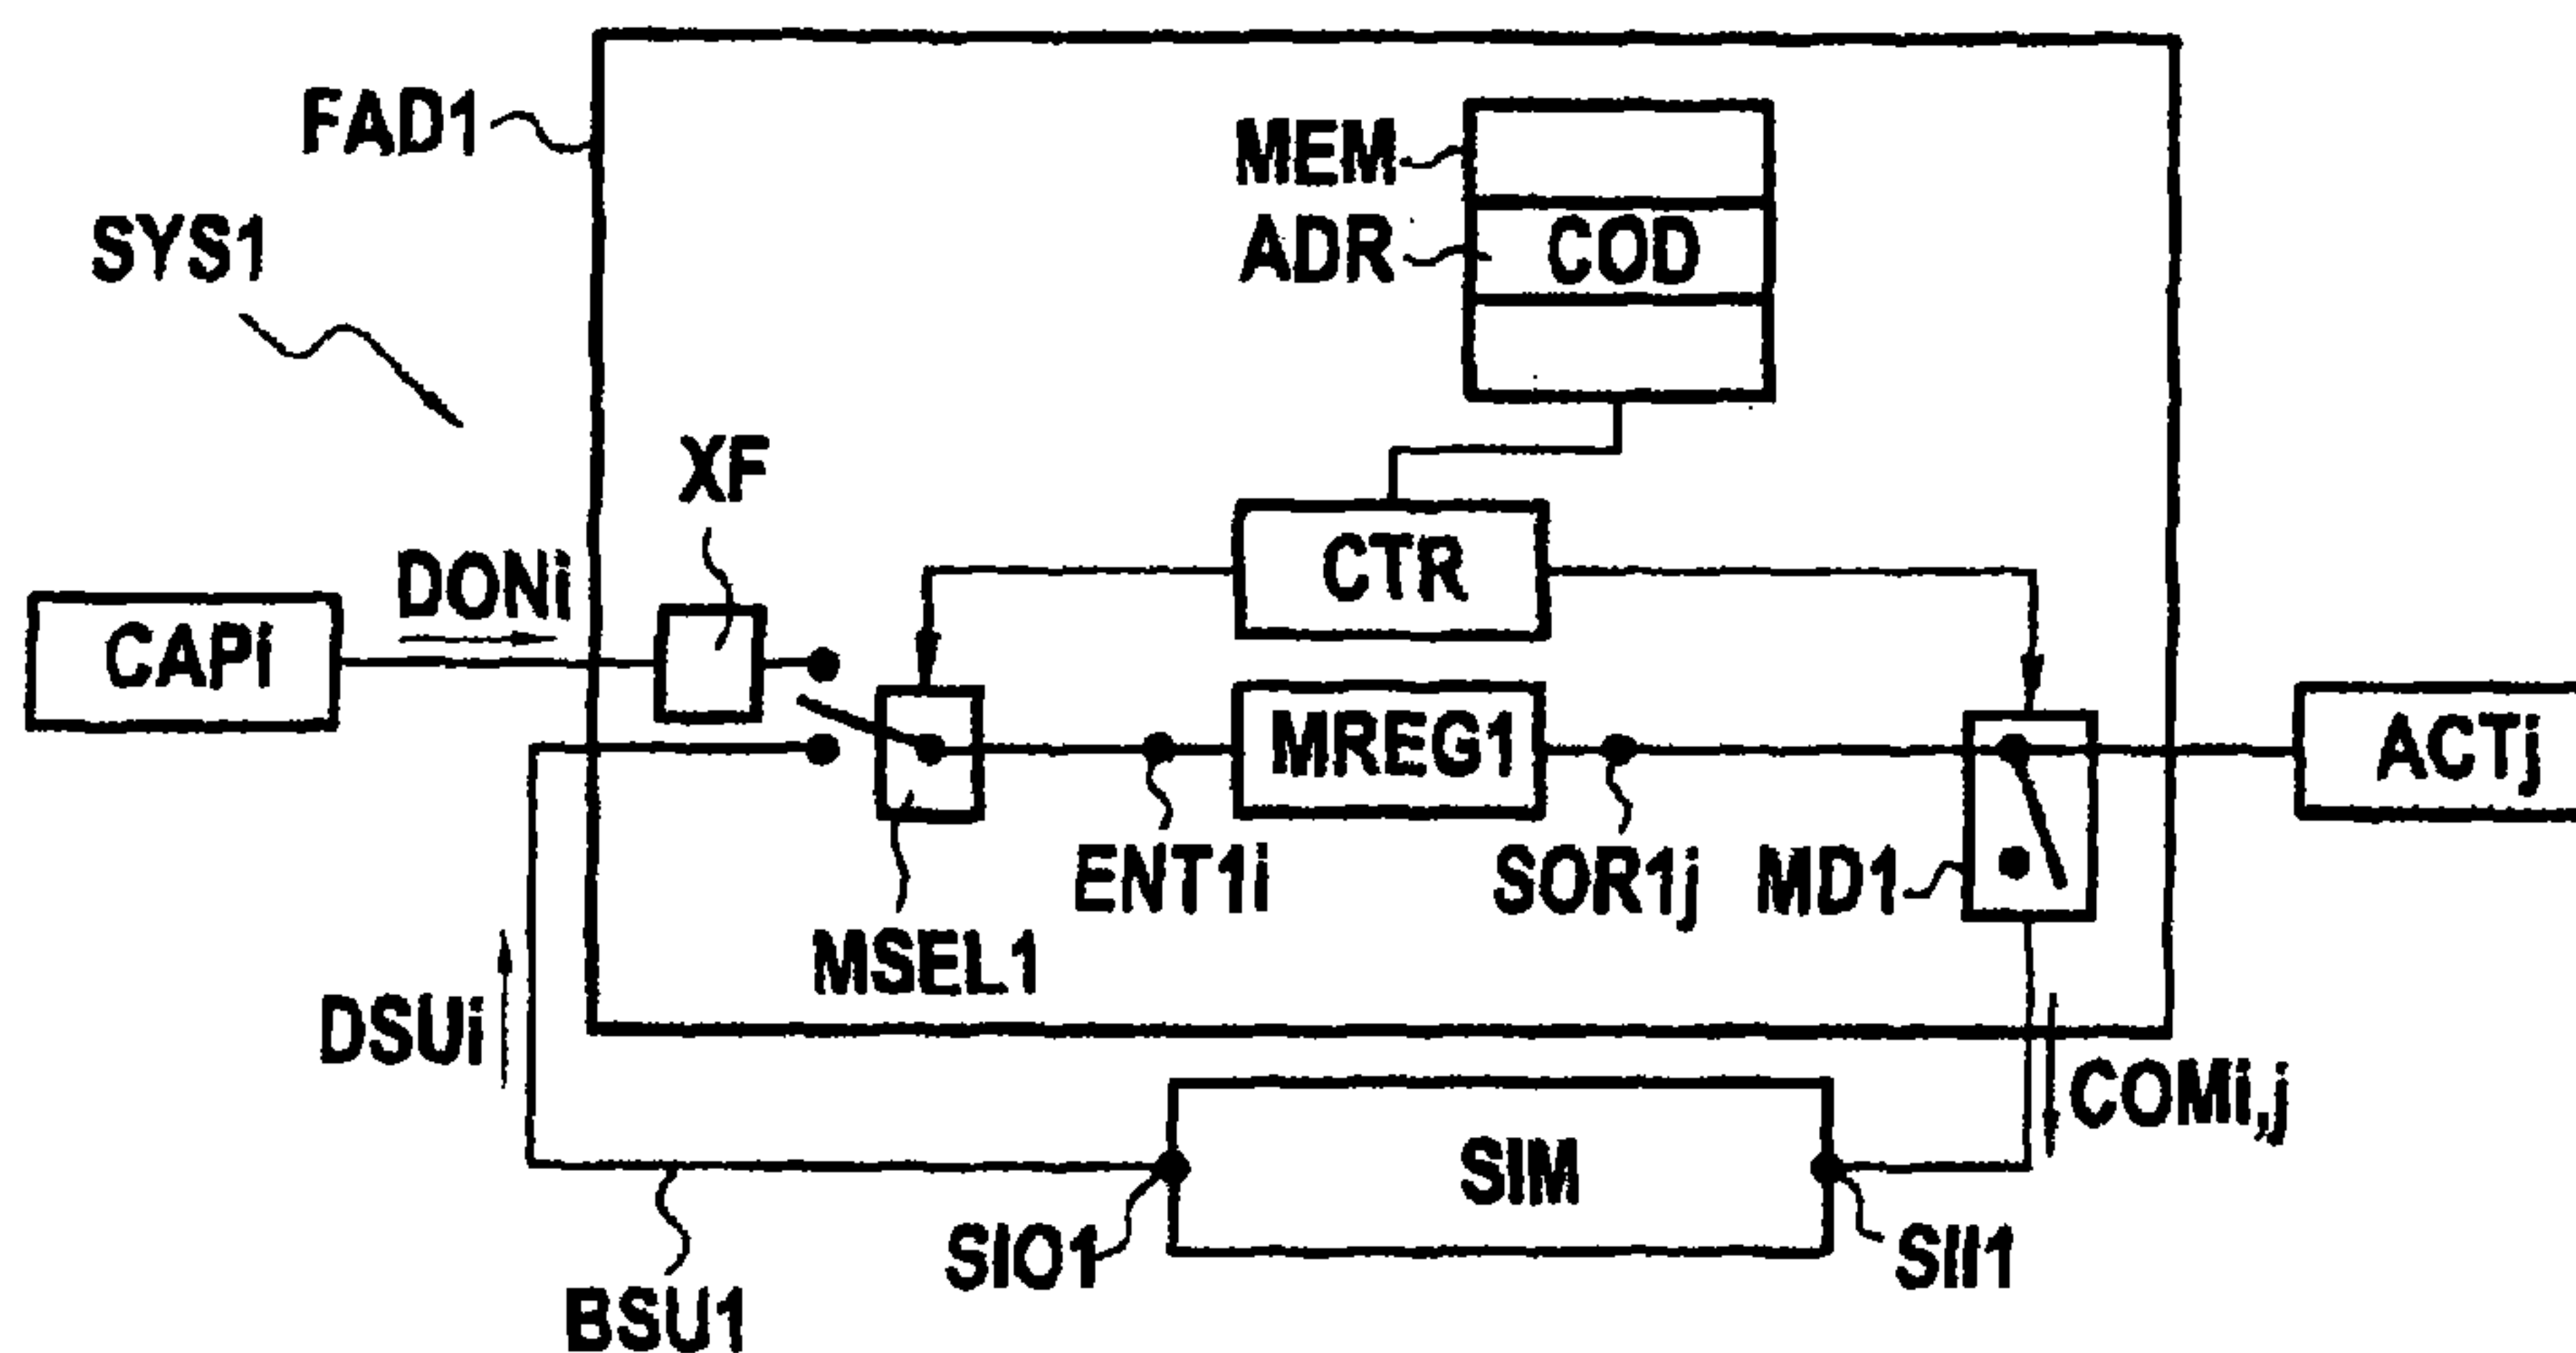 FAD1
MEM
SYS1
ADR
COD
XF
DONi
CTR
CAPi
MREG1
ACTj
ENT1i
SOR1j
MD1
MSEL1
DSUi
COMi,j
SIM
SIO1
SII1
BSU1